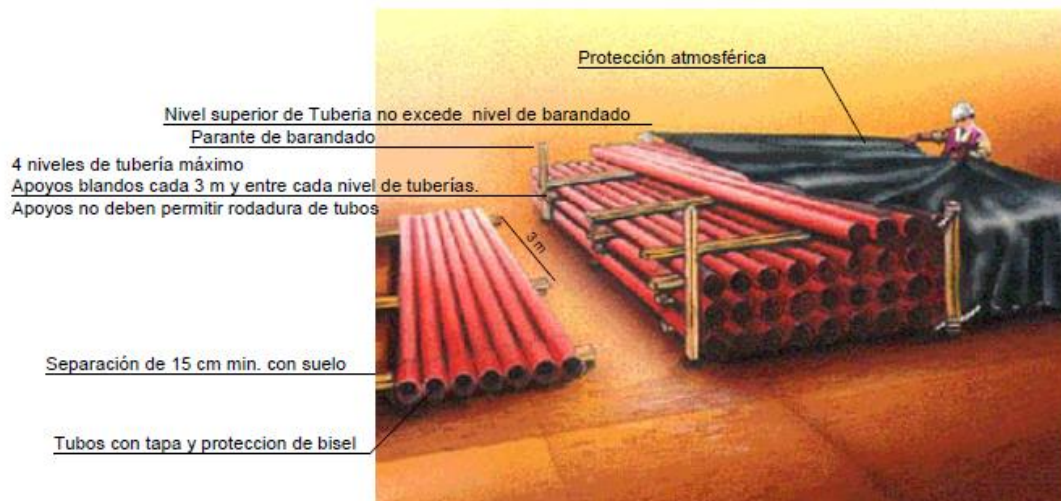 Protección atmosférica
Nivel superior de Tuberia no excede nivel de barandado
Parante de barandado
4 niveles de tubería máximo
Apoyos blandos cada 3 m y entre cada nivel de tuberías.
Apoyos no deben permitir rodadura de tubos
3 m
Separación de 15 cm min. con suelo
Tubos con tapa y proteccion de bisel